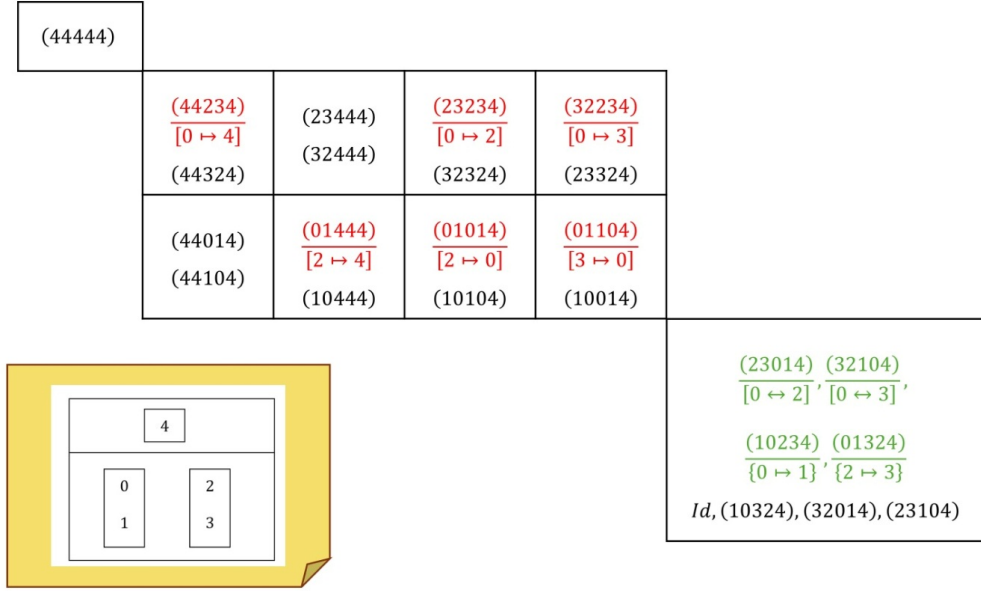 (44444)
(44234)
[0 ↦ 4]
(44324)
(23444)
(32444)
(23234)
[0 ↦ 2]
(32324)
(32234)
[0 ↦ 3]
(23324)
(44014)
(44104)
(01444)
[2 ↦ 4]
(10444)
(01014)
[2 ↦ 0]
(10104)
(01104)
[3 ↦ 0]
(10014)
(23014) (32104)
[0 ↔ 2] , [0 ↔ 3] ,
(10234) (01324)
{0 ↦ 1} , {2 ↦ 3}
Id, (10324), (32014), (23104)
4
0
1
2
3